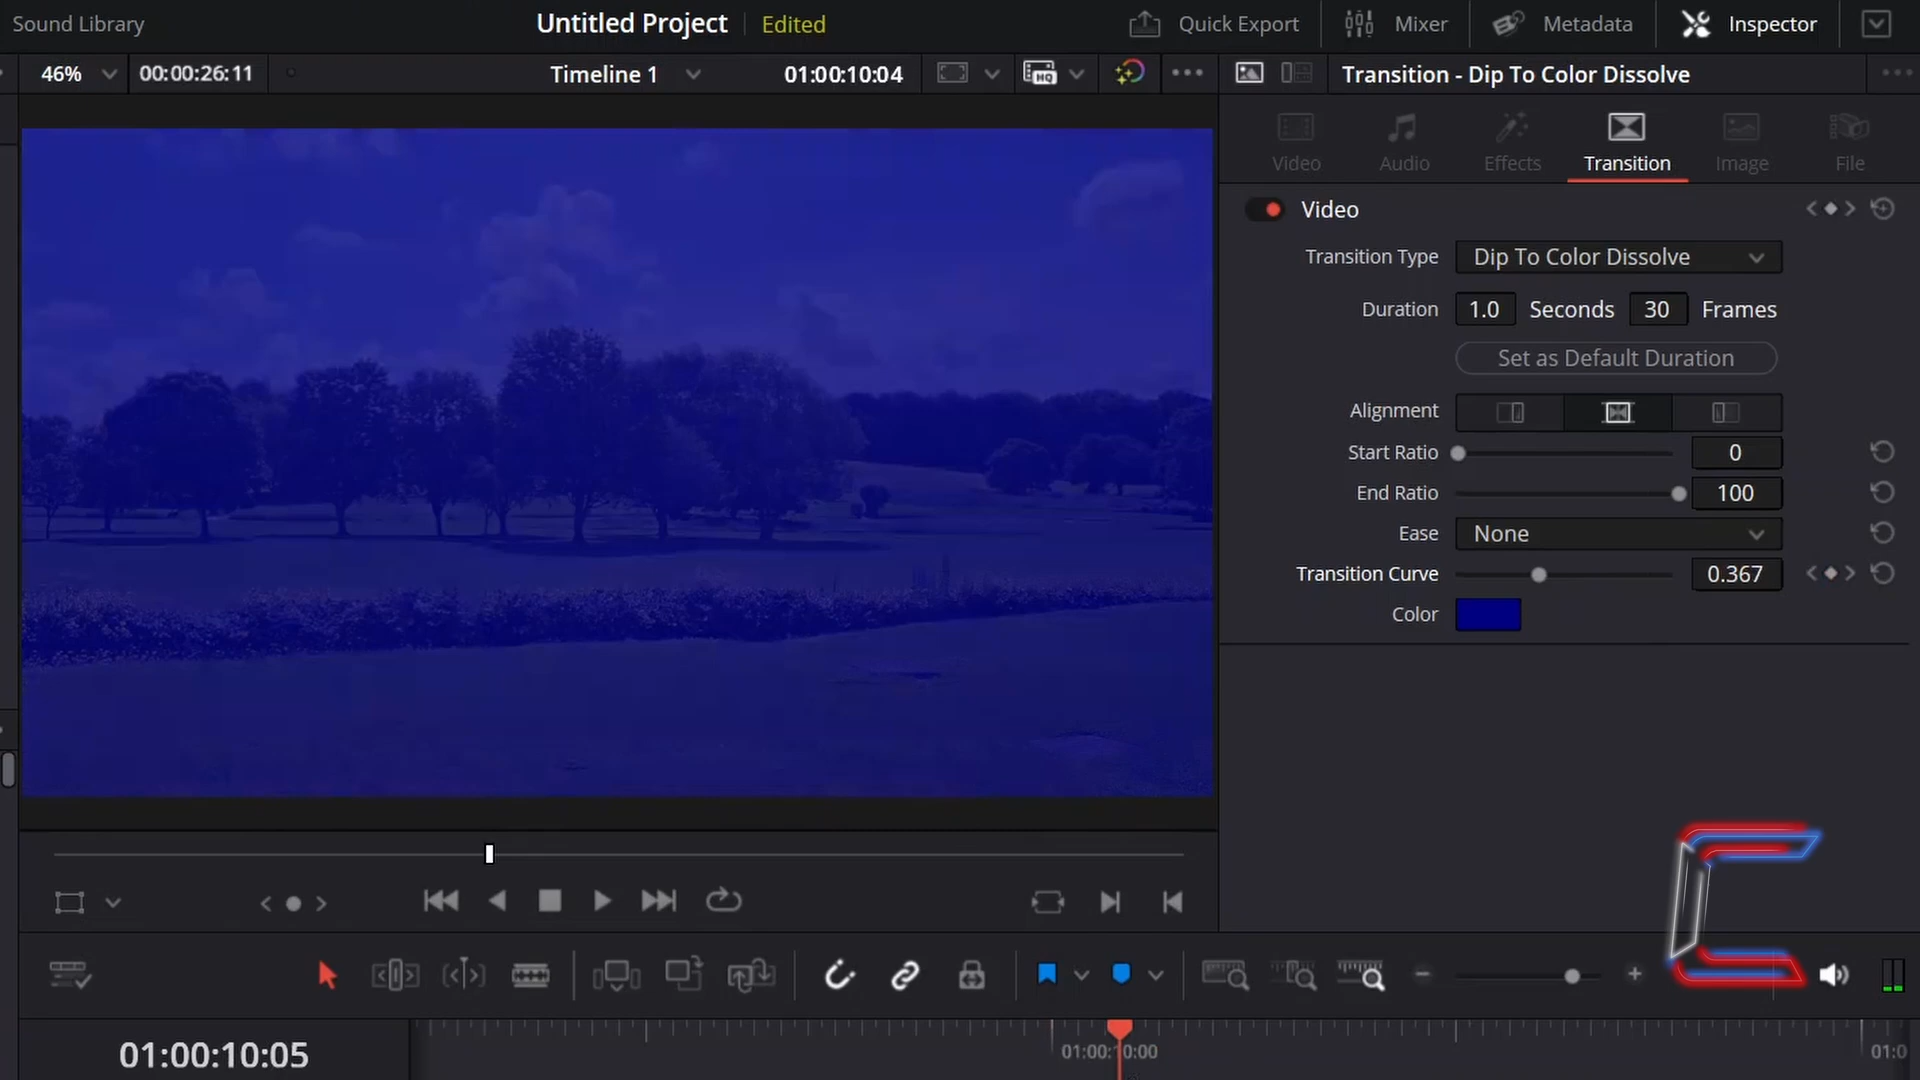 Sound Library
Untitled Project
Edited
Quick Export
Mixer
Metadata
Inspector
46%
00:00:26:11
Timeline 1
01:00:10:04
HQ
Transition - Dip To Color Dissolve
Video
Audio
Effects
Transition
Image
File
Video
Transition Type
Dip To Color Dissolve
Duration
1.0
Seconds
30
Frames
Set as Default Duration
Alignment
Start Ratio
0
End Ratio
100
Ease
None
Transition Curve
0.367
Color
01:00:10:05
01:00:10:00
01:0